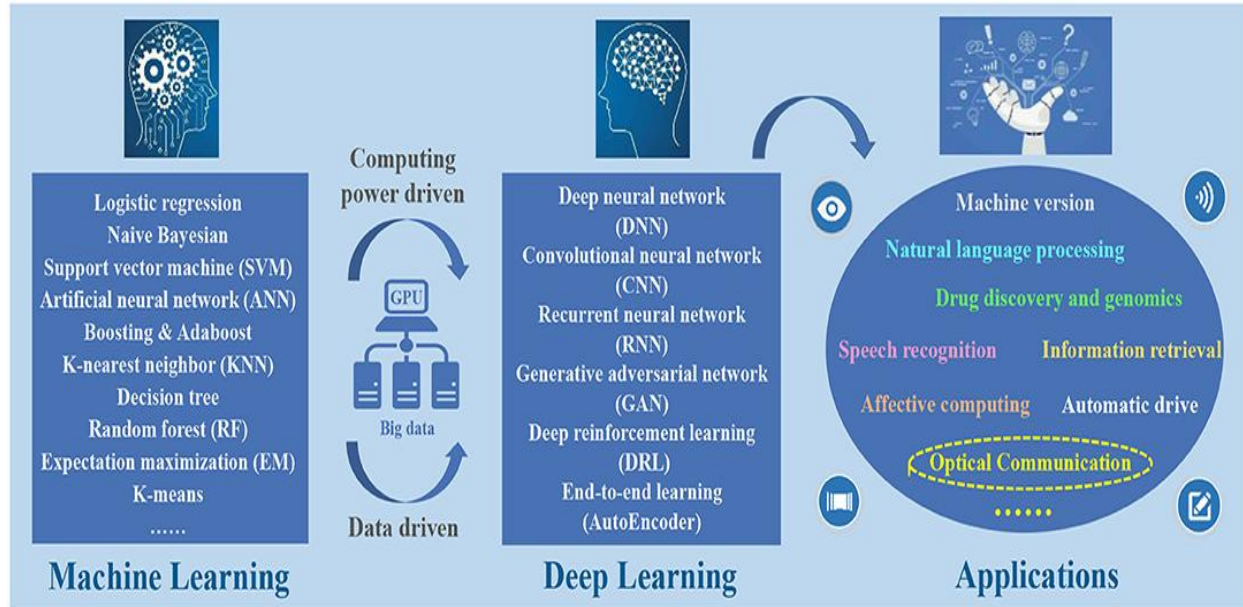 Logistic regression
Naive Bayesian
Support vector machine (SVM)
Artificial neural network (ANN)
Boosting & Adaboost
K-nearest neighbor (KNN)
Decision tree
Random forest (RF)
Expectation maximization (EM)
K-means
......
Machine Learning
Computing
power driven
GPU
Big data
Data driven
Deep neural network
(DNN)
Convolutional neural network
(CNN)
Recurrent neural network
(RNN)
Generative adversarial network
(GAN)
Deep reinforcement learning
(DRL)
End-to-end learning
(AutoEncoder)
Deep Learning
Machine version
Natural language processing
Drug discovery and genomics
Speech recognition Information retrieval
Affective computing Automatic drive
Optical Communication
......
Applications